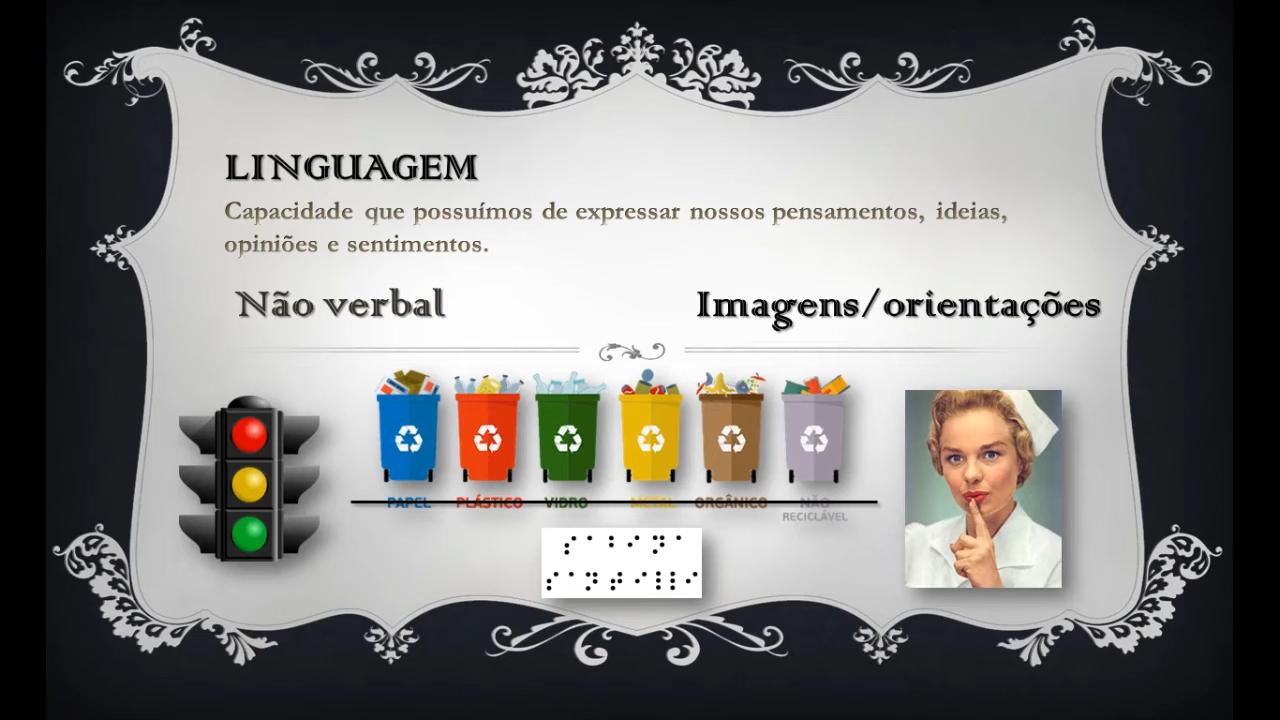 LINGUAGEM
Capacidade que possuímos de expressar nossos pensamentos, ideias,
opiniões e sentimentos.
Não verbal
Imagens/orientações
PAPEL PLÁSTICO VIDRO METAL ORGÂNICO NÃO
RECICLÁVEL